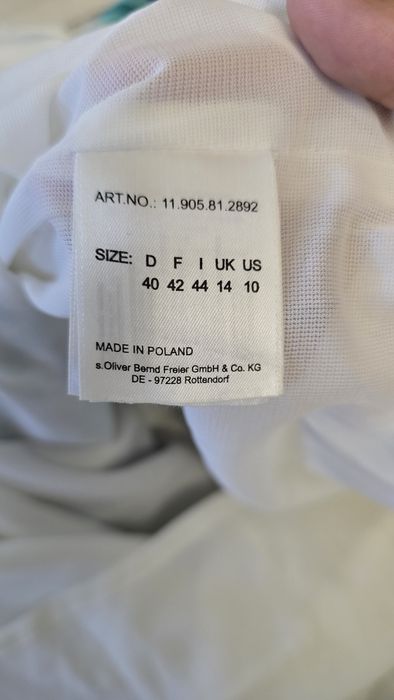 ART.NO.: 11.905.81.2892
SIZE: D F I UK US
40 42 44 14 10
MADE IN POLAND
s.Oliver Bernd Freier GmbH & Co. KG
DE - 97228 Rottendorf